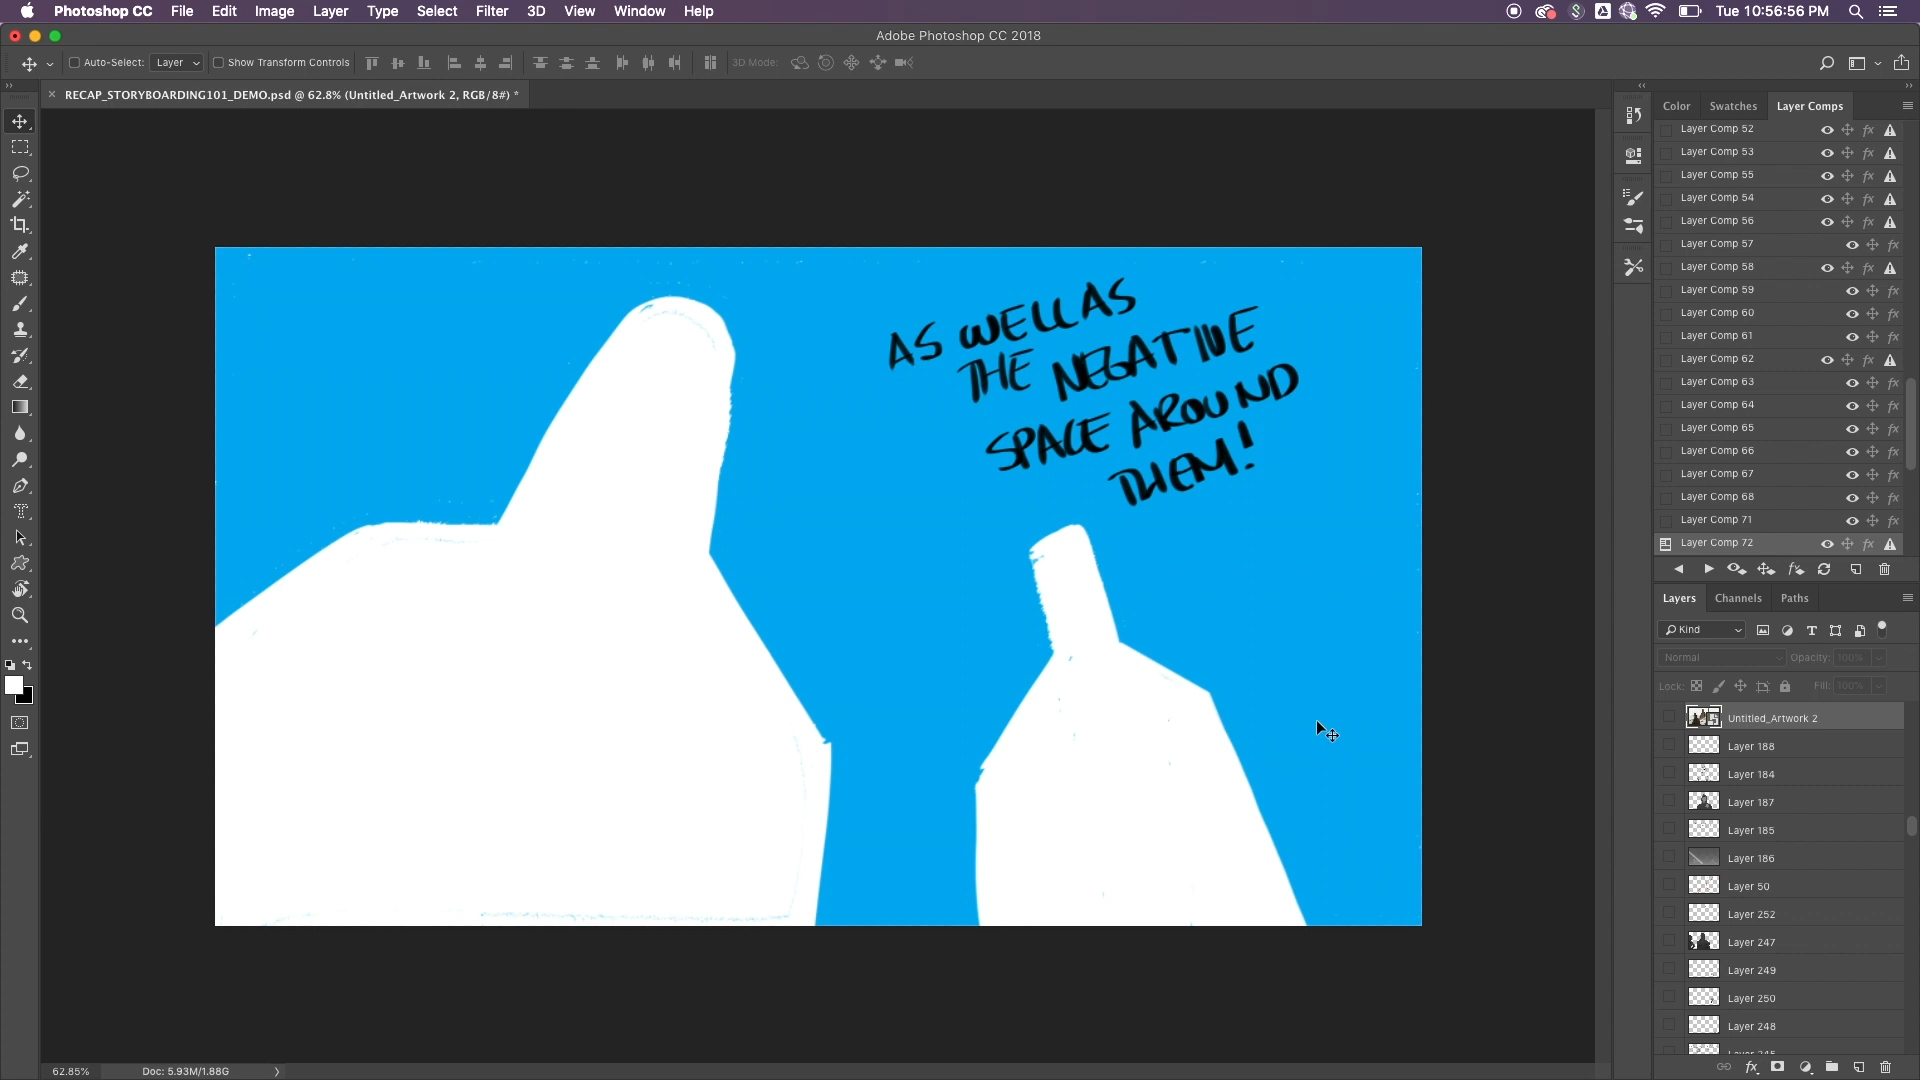 Photoshop CC File Edit Image Layer Type Select Filter 3D View Window Help Tue 10:56:56 PM
Adobe Photoshop CC 2018
Auto-Select: Layer Show Transform Controls 3D Mode:
RECAP_STORYBOARDING101_DEMO.psd @ 62.8% (Untitled_Artwork 2, RGB/8#) *
AS WELL AS
THE NEGATIVE
SPACE AROUND
THEM!
Color Swatches Layer Comps
Layer Comp 52
Layer Comp 53
Layer Comp 55
Layer Comp 54
Layer Comp 56
Layer Comp 57
Layer Comp 58
Layer Comp 59
Layer Comp 60
Layer Comp 61
Layer Comp 62
Layer Comp 63
Layer Comp 64
Layer Comp 65
Layer Comp 66
Layer Comp 67
Layer Comp 68
Layer Comp 71
Layer Comp 72
Layers Channels Paths
Kind
Normal Opacity: 100%
Lock: Fill: 100%
Untitled_Artwork 2
Layer 188
Layer 184
Layer 187
Layer 185
Layer 186
Layer 50
Layer 252
Layer 247
Layer 249
Layer 250
Layer 248
62.85% Doc: 5.93M/1.88G